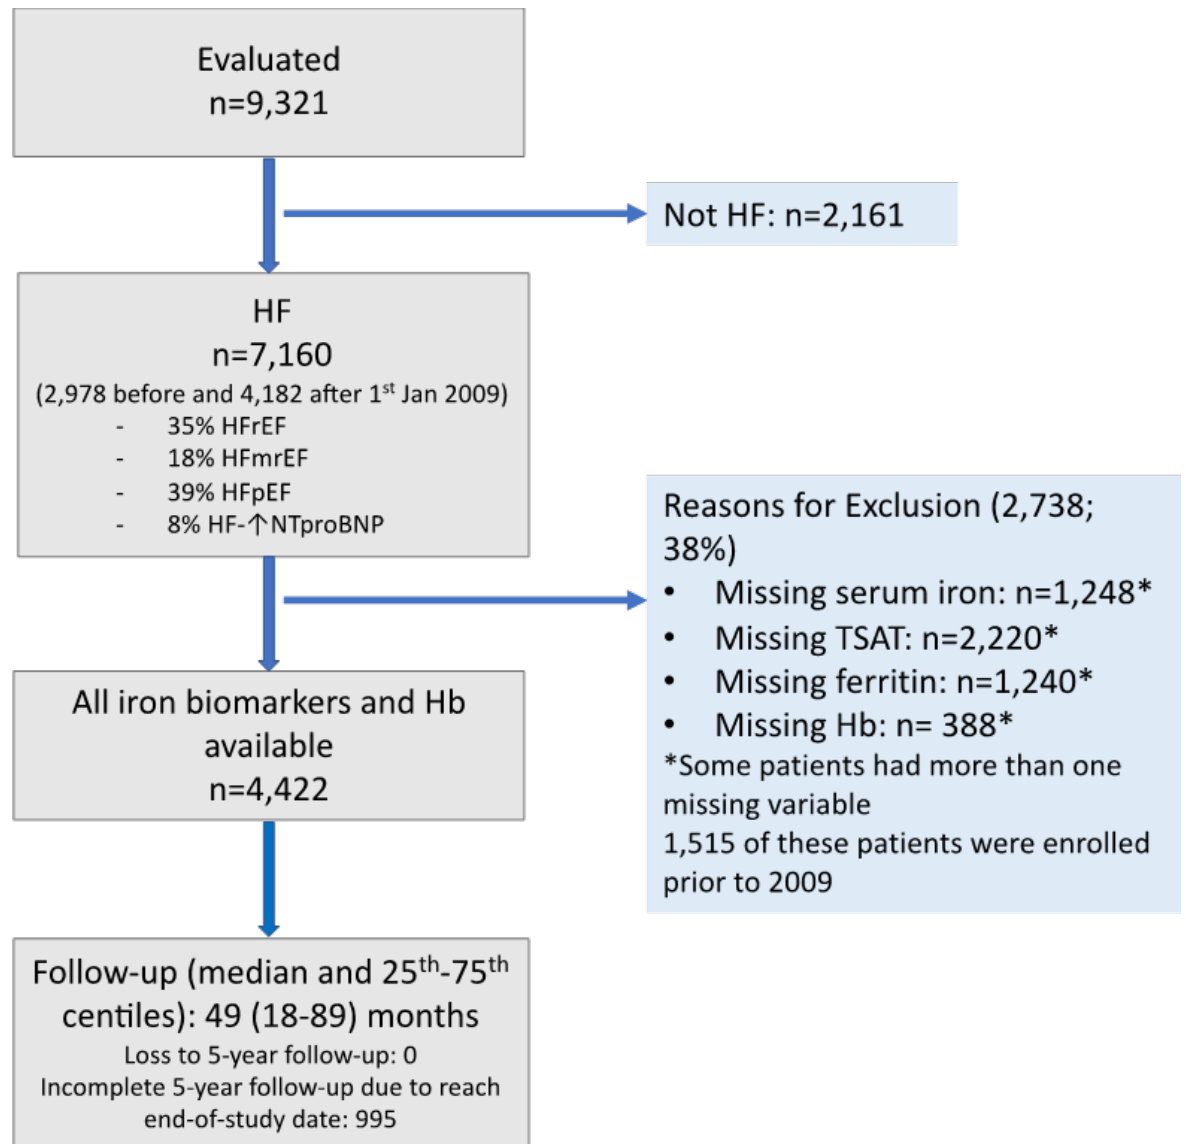 Evaluated
n=9,321
Not HF: n=2,161
HF
n=7,160
(2,978 before and 4,182 after 1st Jan 2009)
- 35% HFrEF
- 18% HFmrEF
- 39% HFpEF
- 8% HF-↑NTproBNP
Reasons for Exclusion (2,738;
38%)
• Missing serum iron: n=1,248*
• Missing TSAT: n=2,220*
• Missing ferritin: n=1,240*
• Missing Hb: n= 388*
*Some patients had more than one
missing variable
1,515 of these patients were enrolled
prior to 2009
All iron biomarkers and Hb
available
n=4,422
Follow-up (median and 25th-75th
centiles): 49 (18-89) months
Loss to 5-year follow-up: 0
Incomplete 5-year follow-up due to reach
end-of-study date: 995